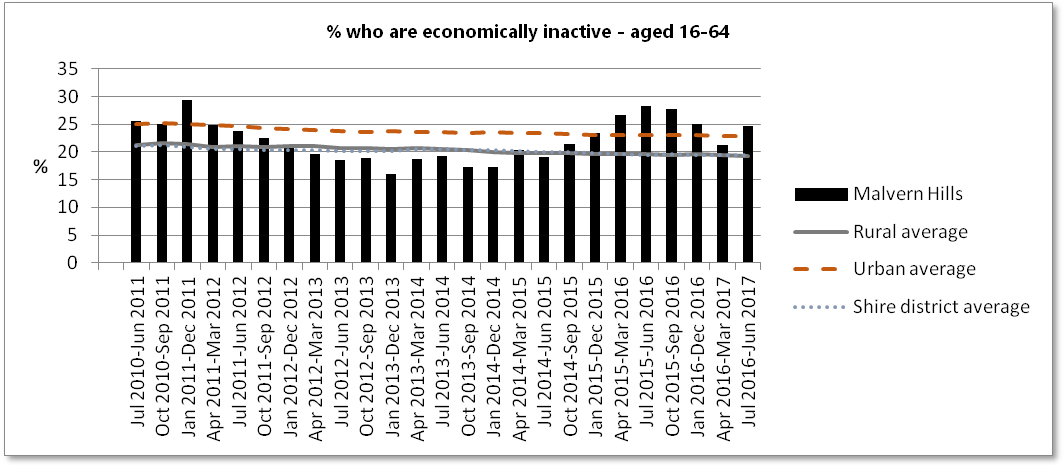 % who are economically inactive - aged 16-64
35
30
25
20
15
10
5
0
%
Jul 2010-Jun 2011
Oct 2010-Sep 2011
Jan 2011-Dec 2011
Apr 2011-Mar 2012
Jul 2011-Jun 2012
Oct 2011-Sep 2012
Jan 2012-Dec 2012
Apr 2012-Mar 2013
Jul 2012-Jun 2013
Oct 2012-Sep 2013
Jan 2013-Dec 2013
Apr 2013-Mar 2014
Jul 2013-Jun 2014
Oct 2013-Sep 2014
Jan 2014-Dec 2014
Apr 2014-Mar 2015
Jul 2014-Jun 2015
Oct 2014-Sep 2015
Jan 2015-Dec 2015
Apr 2015-Mar 2016
Jul 2015-Jun 2016
Oct 2015-Sep 2016
Jan 2016-Dec 2016
Apr 2016-Mar 2017
Jul 2016-Jun 2017
Malvern Hills
Rural average
Urban average
Shire district average